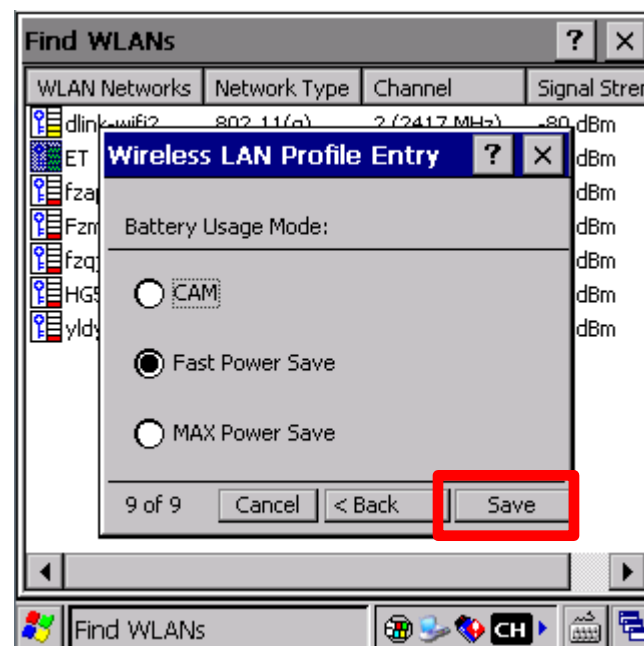 Find WLANs ? ×
WLAN Networks Network Type Channel Signal
dlink-wifi2 802.11(g) 2 (2417 MHz) -80 dBm
ET dBm
dBm
dBm
dBm
dBm
dBm
Wireless LAN Profile Entry ? ×
Battery Usage Mode:
CAM
Fast Power Save
MAX Power Save
9 of 9 Cancel < Back Save
Find WLANs CH